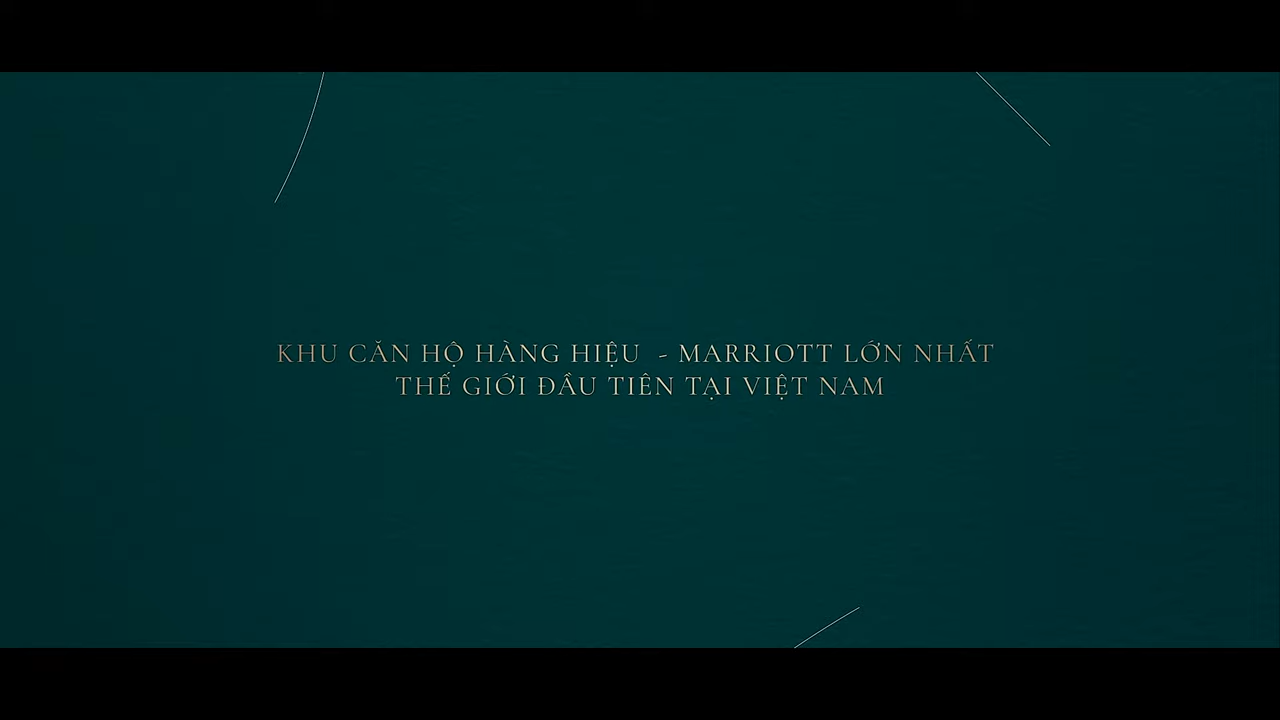 KHU CĂN HỘ HÀNG HIỆU - MARRIOTT LỚN NHẤT
THẾ GIỚI ĐẦU TIÊN TẠI VIỆT NAM